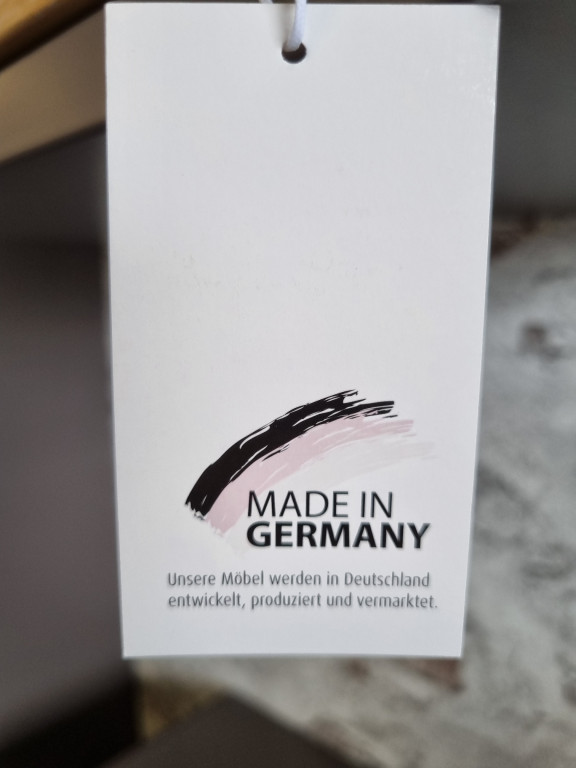 MADE IN
GERMANY
Unsere Möbel werden in Deutschland
entwickelt, produziert und vermarktet.